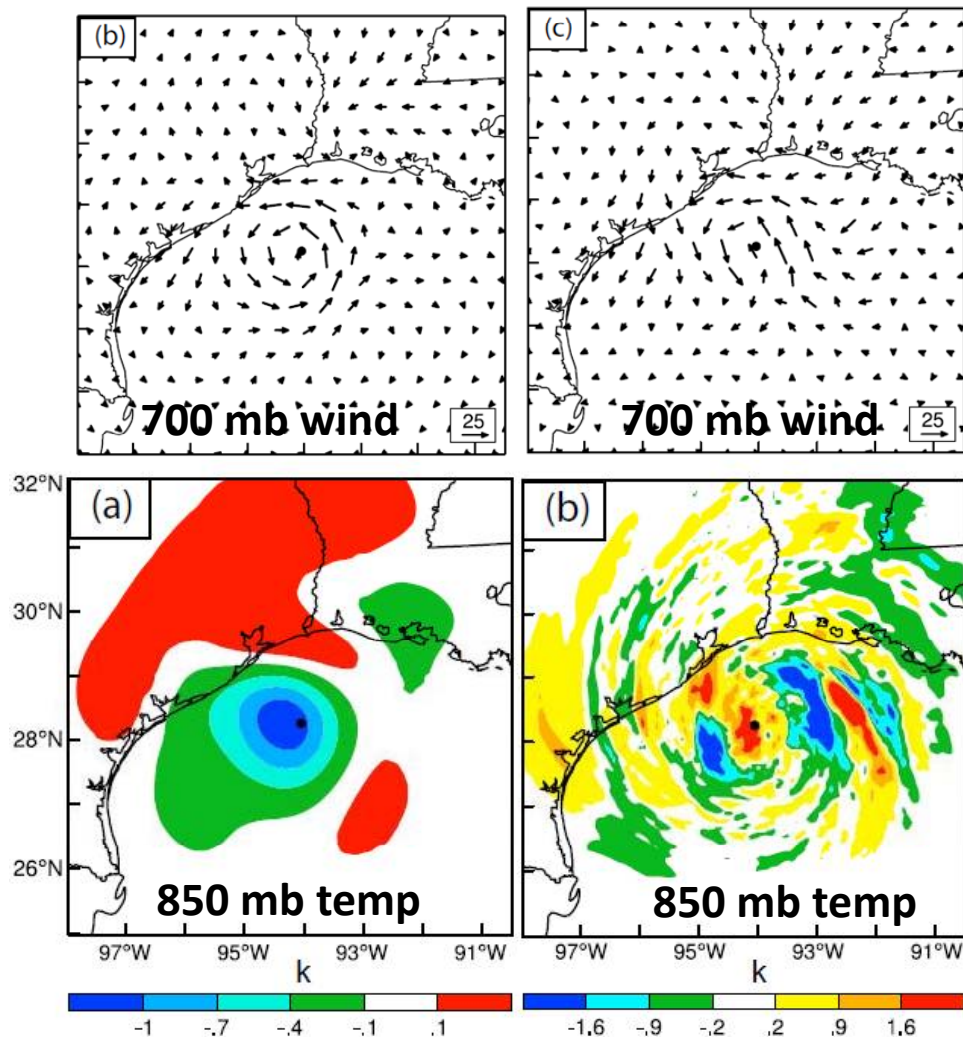 (b)
(c)
25
700 mb wind
25
700 mb wind
32°N
30°N
28°N
26°N
(a)
(b)
850 mb temp
850 mb temp
97°W 95°W 93°W 91°W
97°W 95°W 93°W 91°W
k
-1 -.7 -.4 -.1 .1
-1.6 -.9 -.2 .2 .9 1.6